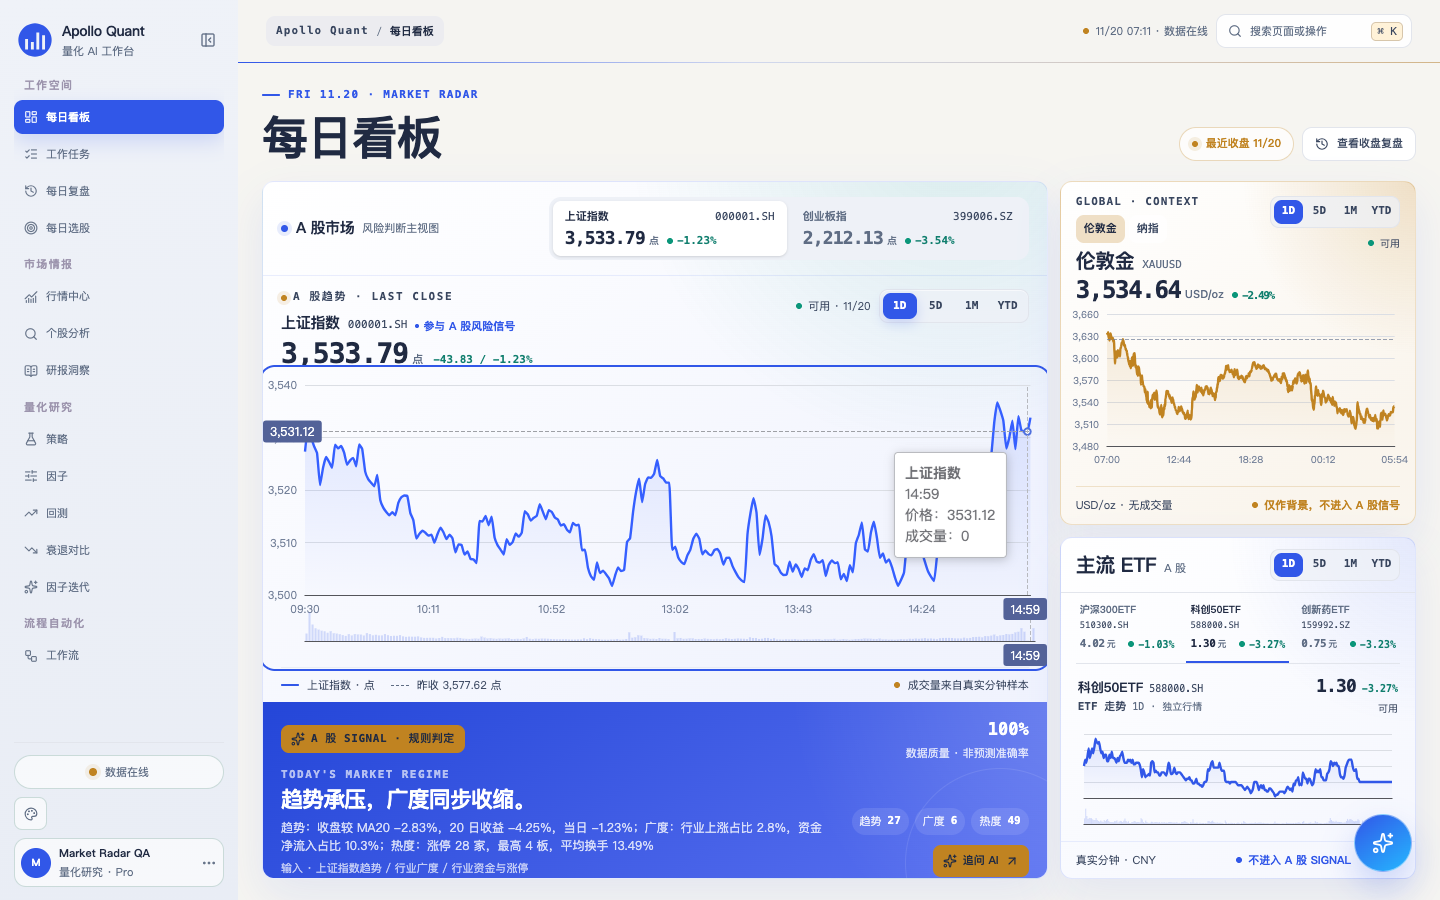 Apollo Quant
量化 AI 工作台
工作空间
每日看板
工作任务
每日复盘
每日选股
市场情报
行情中心
个股分析
研报洞察
量化研究
策略
因子
回测
衰退对比
因子迭代
流程自动化
工作流
数据在线
M
Market Radar QA
量化研究 · Pro
Apollo Quant / 每日看板
11/20 07:11 · 数据在线
搜索页面或操作
⌘ K
FRI 11.20 · MARKET RADAR
每日看板
最近收盘 11/20
查看收盘复盘
A 股市场 风险判断主视图
上证指数 000001.SH
3,533.79 点 −1.23%
创业板指 399006.SZ
2,212.13 点 −3.54%
A 股趋势 · LAST CLOSE
可用 · 11/20
1D 5D 1M YTD
上证指数 000001.SH 参与 A 股风险信号
3,533.79 点 −43.83 / −1.23%
3,540
3,531.12
3,520
3,510
3,500
上证指数
14:59
价格: 3531.12
成交量: 0
09:30 10:11 10:52 13:02 13:43 14:24 14:59
14:59
上证指数 · 点 昨收 3,577.62 点
成交量来自真实分钟样本
A 股 SIGNAL · 规则判定
100%
数据质量 · 非预测准确率
TODAY'S MARKET REGIME
趋势承压，广度同步收缩。
趋势：收盘较 MA20 −2.83%，20 日收益 −4.25%，当日 −1.23%；广度：行业上涨占比 2.8%，资金
净流入占比 10.3%；热度：涨停 28 家，最高 4 板，平均换手 13.49%
趋势 27 广度 6 热度 49
输入 · 上证指数趋势 / 行业广度 / 行业资金与涨停
追问 AI
GLOBAL · CONTEXT
1D 5D 1M YTD
伦敦金 纳指
可用
伦敦金 XAUUSD
3,534.64 USD/oz −2.49%
3,660
3,630
3,600
3,570
3,540
3,510
3,480
07:00 12:44 18:28 00:12 05:54
USD/oz · 无成交量
仅作背景，不进入 A 股信号
主流 ETF A 股
1D 5D 1M YTD
沪深300ETF
510300.SH
4.02 元 −1.03%
科创50ETF
588000.SH
1.30 元 −3.27%
创新药ETF
159992.SZ
0.75 元 −3.23%
科创50ETF 588000.SH
1.30 −3.27%
ETF 走势 1D · 独立行情
可用
真实分钟 · CNY
不进入 A 股 SIGNAL